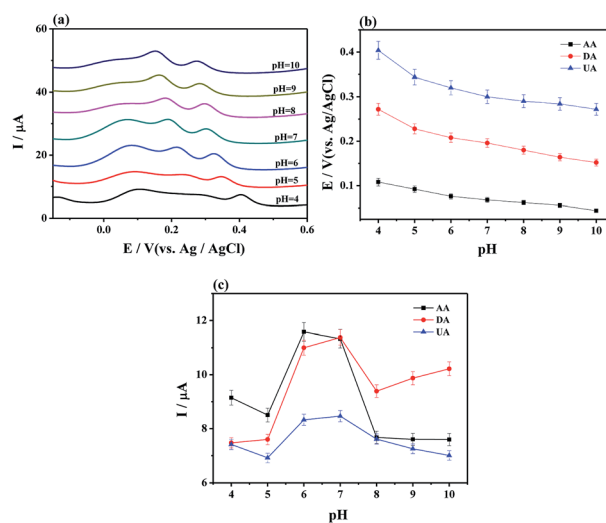 (a)
60
40
20
0
I / μA
pH=10
pH=9
pH=8
pH=7
pH=6
pH=5
pH=4
0.0 0.2 0.4 0.6
E / V(vs. Ag / AgCl)
(b)
AA
DA
UA
0.4
0.3
0.2
0.1
E / V(vs. Ag/AgCl)
4 5 6 7 8 9 10
pH
(c)
AA
DA
UA
12
10
8
6
I / μA
4 5 6 7 8 9 10
pH